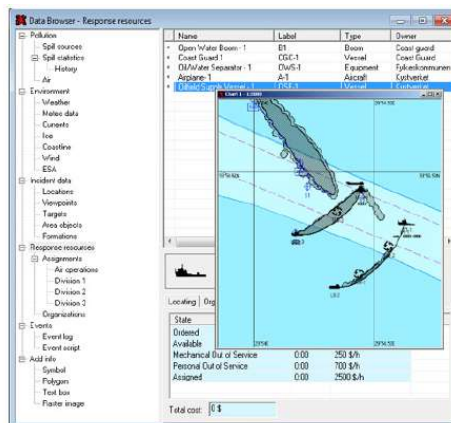 Data Browser - Response resources
Pollution
Spill sources
Spill statistics
History
Air
Environment
Weather
Meteo data
Currents
Ice
Coastline
Wind
ESA
Incident data
Locations
Viewpoints
Targets
Area objects
Formations
Response resources
Assignments
Air operations
Division 1
Division 2
Division 3
Organizations
Events
Event log
Event script
Add info
Symbol
Polygon
Text box
Raster image
Name Label Type Owner
Open Water Boom - 1 B1 Boom Coast guard
Coast Guard 1 CGC-1 Vessel Coast Guard
Oil/Water Separator - 1 OWS-1 Equipment Fylkeskommunen
Airplane - 1 A-1 Aircraft Kystverket
Oilfield Supply Vessel - 1 OSV-1 Vessel Kystverket
Locating Org
State
Ordered
Available
Mechanical Out of Service 0:00 250 $/h
Personal Out of Service 0:00 700 $/h
Assigned 0:00 2500 $/h
Total cost: 0 $